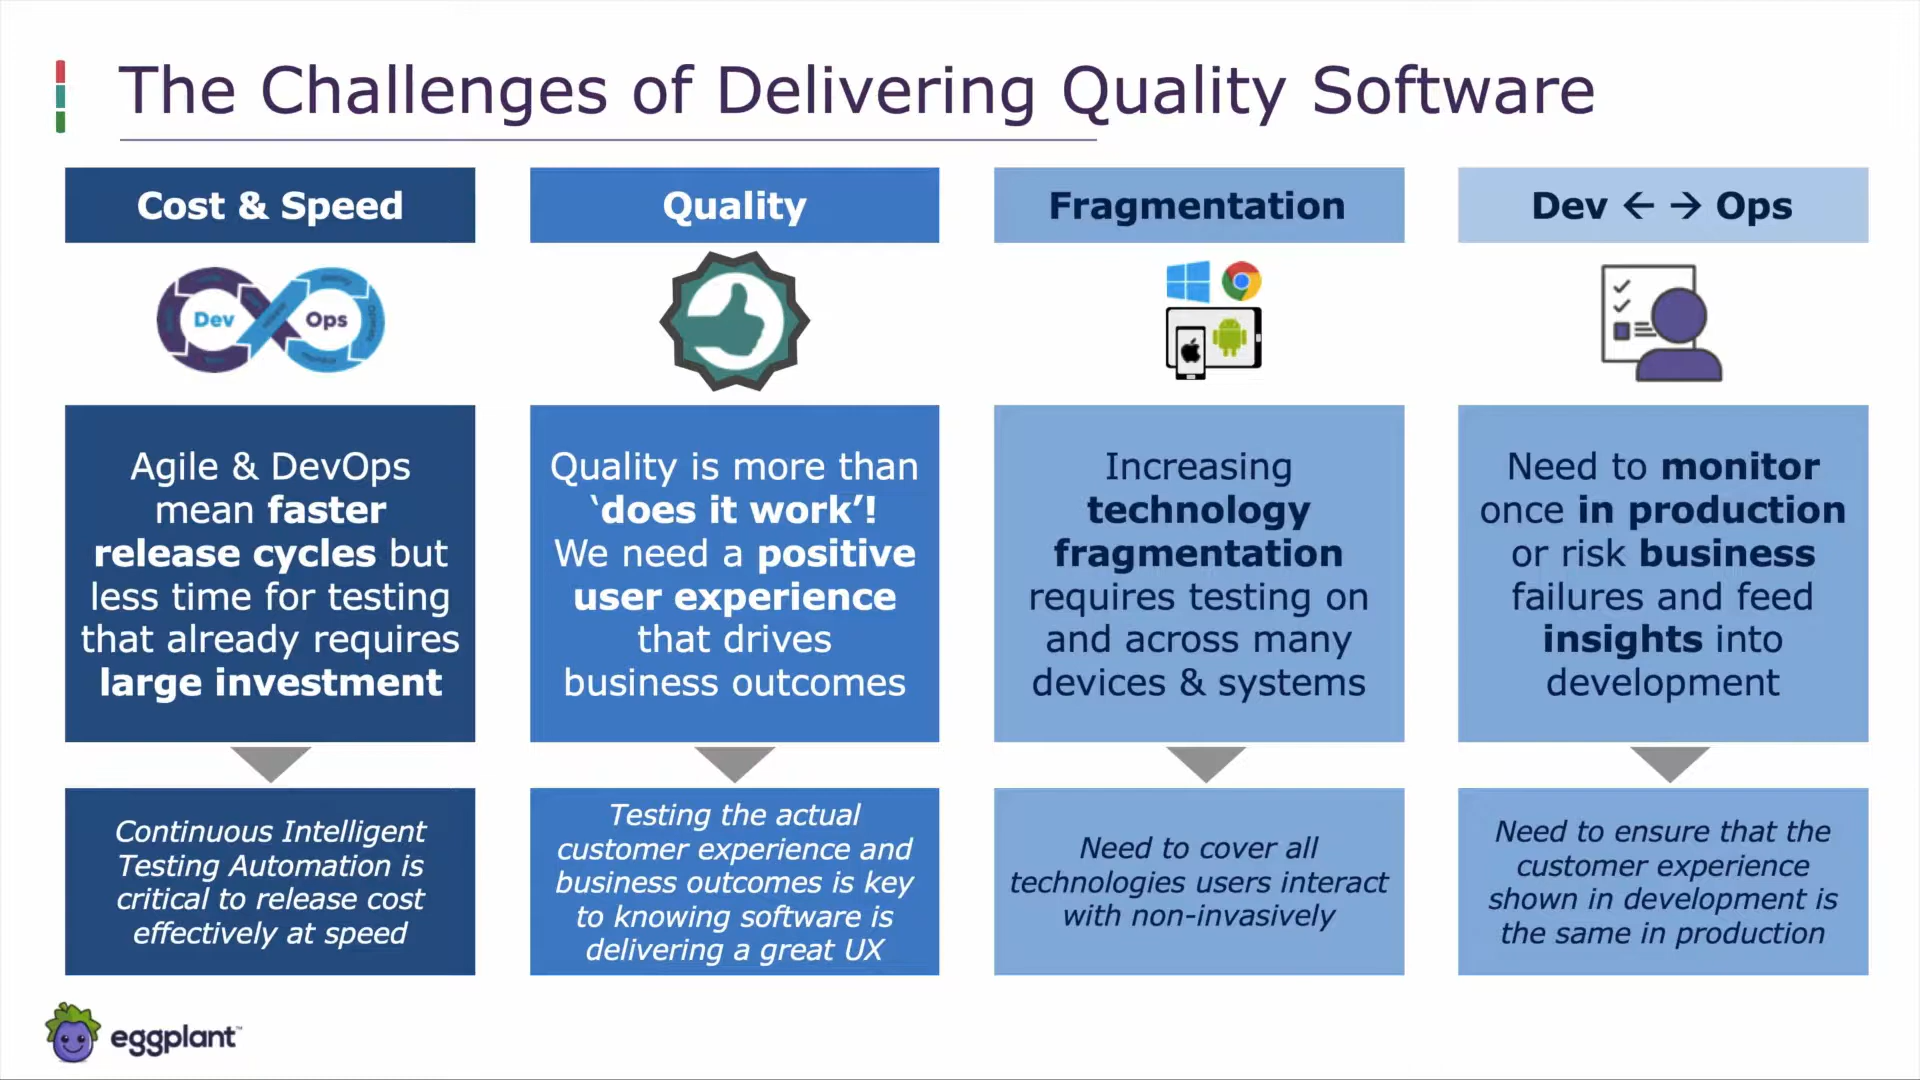 The Challenges of Delivering Quality Software
Cost & Speed
Dev
Ops
Agile & DevOps
mean faster
release cycles but
less time for testing
that already requires
large investment
Continuous Intelligent
Testing Automation is
critical to release cost
effectively at speed
Quality
Quality is more than
‘does it work’!
We need a positive
user experience
that drives
business outcomes
Testing the actual
customer experience and
business outcomes is key
to knowing software is
delivering a great UX
Fragmentation
Increasing
technology
fragmentation
requires testing on
and across many
devices & systems
Need to cover all
technologies users interact
with non-invasively
Dev ← → Ops
Need to monitor
once in production
or risk business
failures and feed
insights into
development
Need to ensure that the
customer experience
shown in development is
the same in production
eggplant™